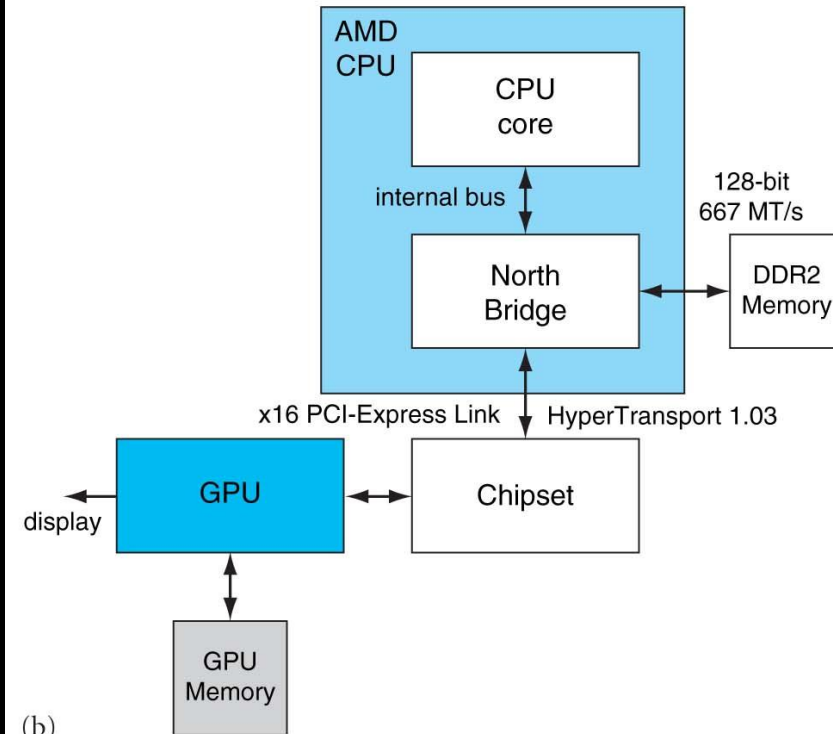 AMD
CPU
CPU
core
internal bus
128-bit
667 MT/s
North
Bridge
DDR2
Memory
x16 PCI-Express Link
HyperTransport 1.03
GPU
Chipset
display
GPU
Memory
(b)